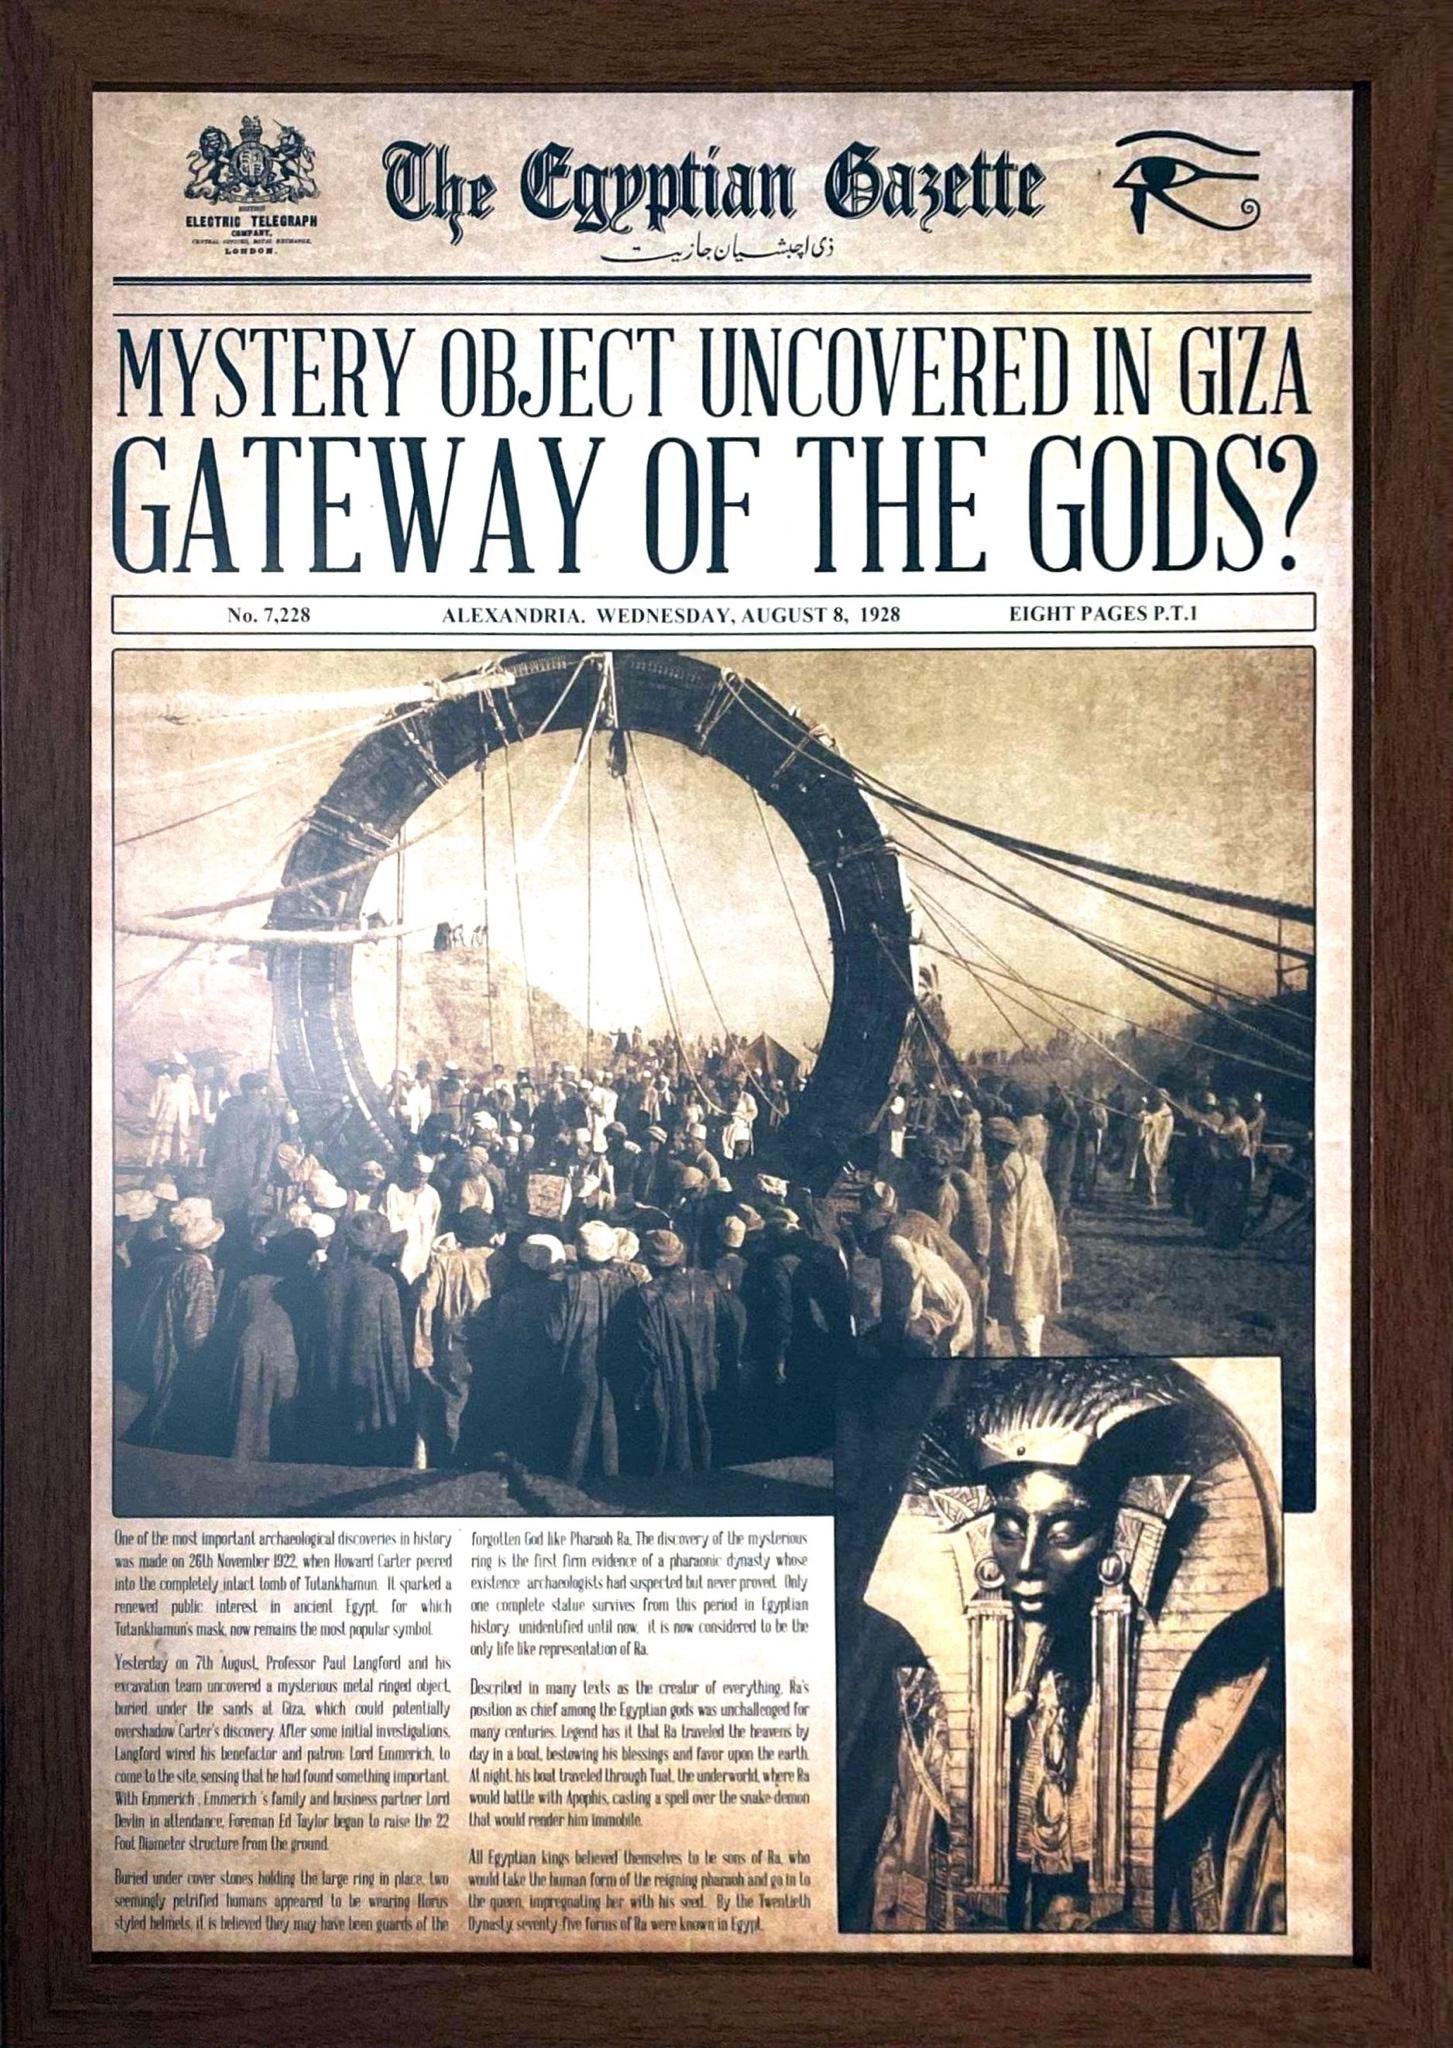 The Egyptian Gazette
ذى اجبشيان جازيت
ELECTRIC TELEGRAPH
COMPANY,
CENTRAL OFFICES, ROYAL EXCHANGE,
LONDON.
MYSTERY OBJECT UNCOVERED IN GIZA
GATEWAY OF THE GODS?
No. 7,228 ALEXANDRIA. WEDNESDAY, AUGUST 8, 1928 EIGHT PAGES P.T.1
One of the most important archaeological discoveries in history
was made on 26th November 1922, when Howard Carter peered
into the completely intact tomb of Tutankhamun. It sparked a
renewed public interest in ancient Egypt, for which
Tutankhamun's mask, now remains the most popular symbol.
Yesterday on 7th August, Professor Paul Langford and his
excavation team uncovered a mysterious metal ringed object,
buried under the sands at Giza, which could potentially
overshadow Carter's discovery. After some initial investigations,
Langford wired his benefactor and patron: Lord Emmerich, to
come to the site, sensing that he had found something important.
With Emmerich , Emmerich 's family and business partner Lord
Devlin in attendance, Foreman Ed Taylor began to raise the 22
Foot Diameter structure from the ground.
Buried under cover stones holding the large ring in place, two
seemingly petrified humans appeared to be wearing Horus
styled helmets, it is believed they may have been guards of the
forgotten God like Pharaoh Ra. The discovery of the mysterious
ring is the first firm evidence of a pharaonic dynasty whose
existence archaeologists had suspected but never proved. Only
one complete statue survives from this period in Egyptian
history, unidentified until now, it is now considered to be the
only life like representation of Ra.
Described in many texts as the creator of everything, Ra's
position as chief among the Egyptian gods was unchallenged for
many centuries. Legend has it that Ra traveled the heavens by
day in a boat, bestowing his blessings and favor upon the earth.
At night, his boat traveled through Tuat, the underworld, where Ra
would battle with Apophis, casting a spell over the snake-demon
that would render him immobile.
All Egyptian kings believed themselves to be sons of Ra, who
would take the human form of the reigning pharaoh and go in to
the queen, impregnating her with his seed. By the Twentieth
Dynasty, seventy-five forms of Ra were known in Egypt.